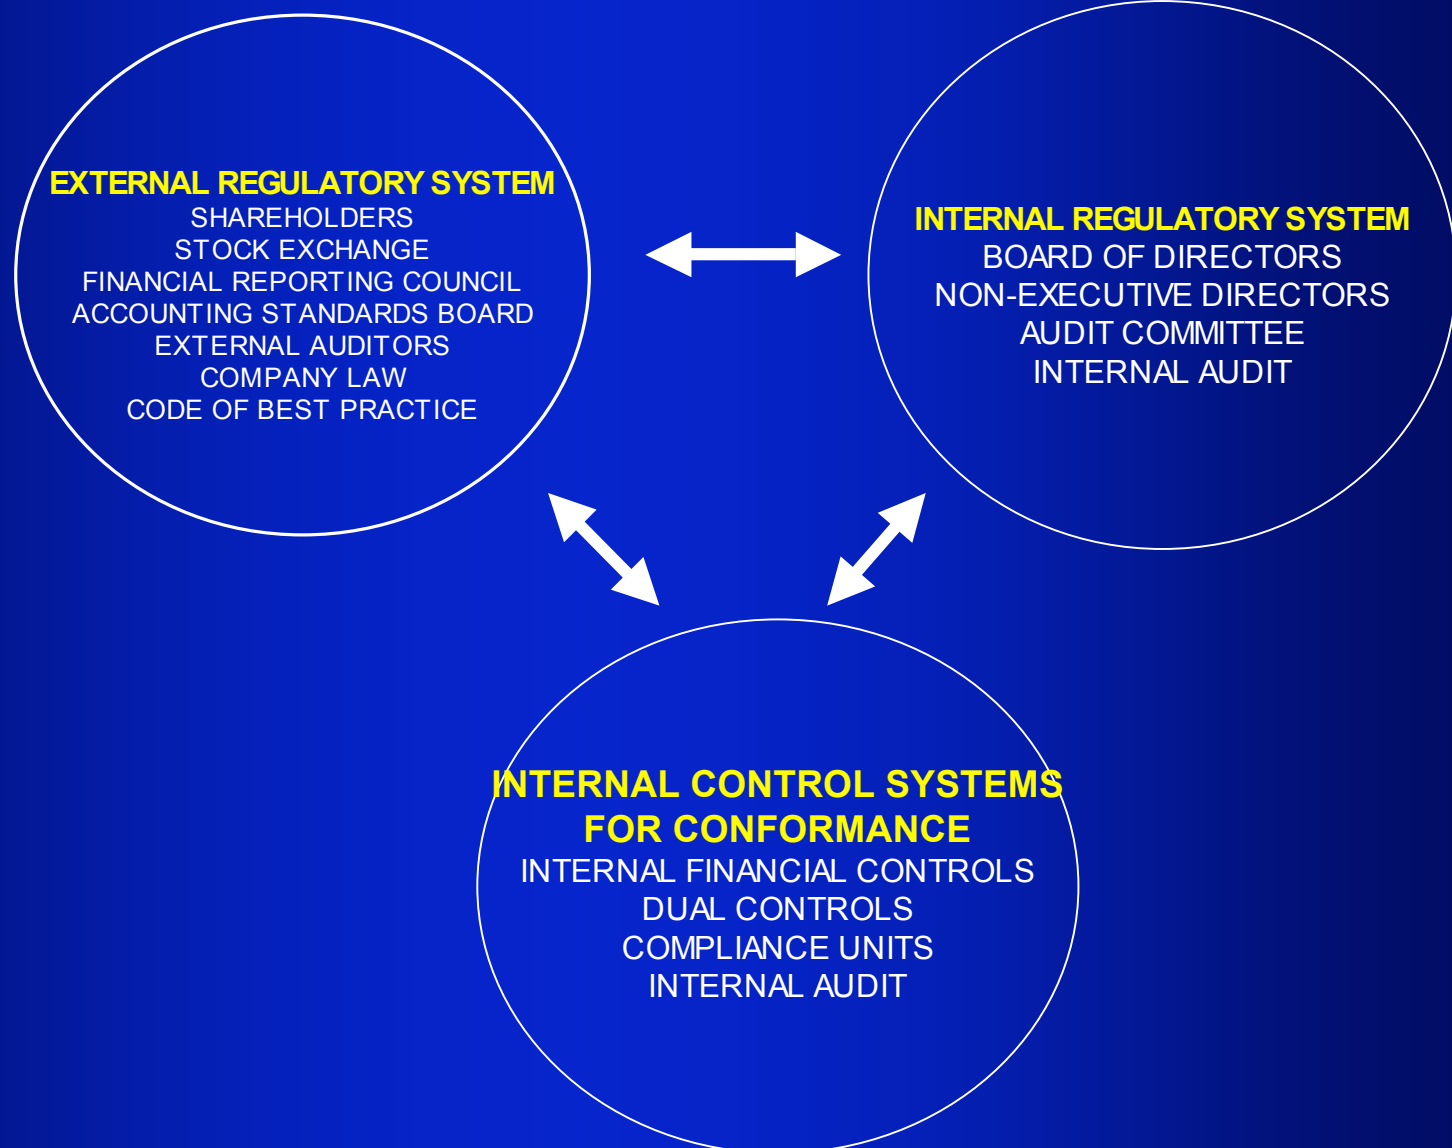 EXTERNAL REGULATORY SYSTEM
SHAREHOLDERS
STOCK EXCHANGE
FINANCIAL REPORTING COUNCIL
ACCOUNTING STANDARDS BOARD
EXTERNAL AUDITORS
COMPANY LAW
CODE OF BEST PRACTICE
INTERNAL REGULATORY SYSTEM
BOARD OF DIRECTORS
NON-EXECUTIVE DIRECTORS
AUDIT COMMITTEE
INTERNAL AUDIT
INTERNAL CONTROL SYSTEMS
FOR CONFORMANCE
INTERNAL FINANCIAL CONTROLS
DUAL CONTROLS
COMPLIANCE UNITS
INTERNAL AUDIT